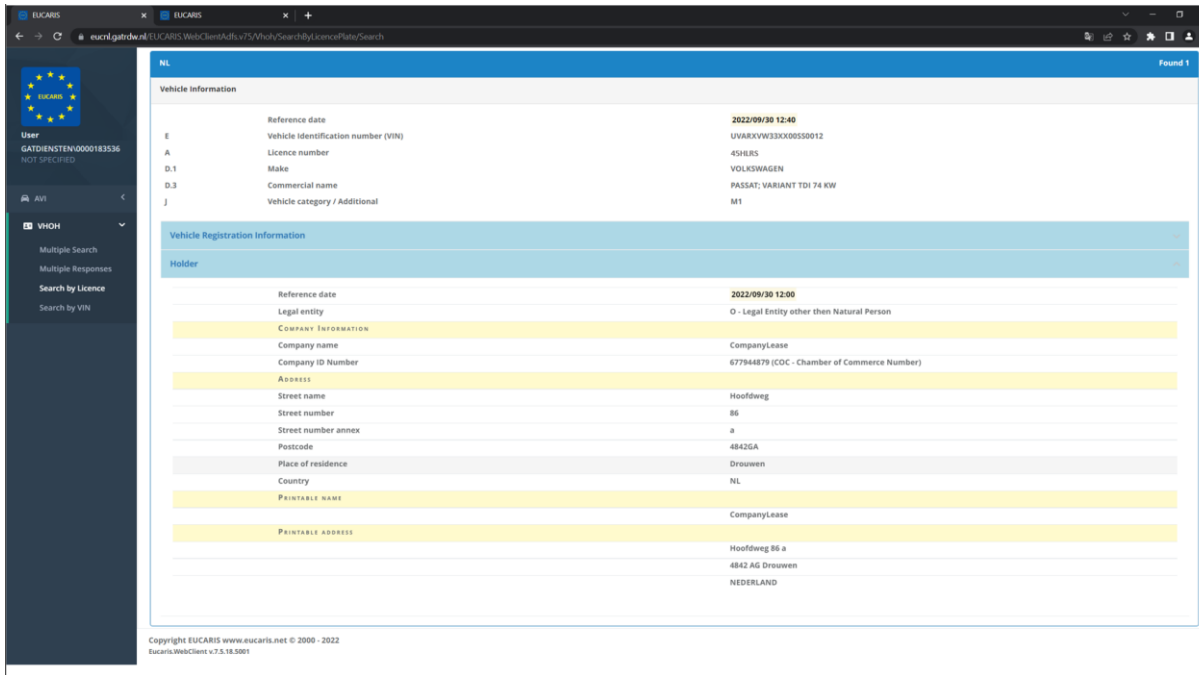 EUCARIS
EUCARIS
eucnl.gatrdw.nl/EUCARIS.WebClientAdfs.v75/Vhoh/SearchByLicencePlate/Search
EUCARIS
User
GATDIENSTEN\0000183536
NOT SPECIFIED
AVI
VHOH
Multiple Search
Multiple Responses
Search by Licence
Search by VIN
NL Found 1
Vehicle Information
Reference date 2022/09/30 12:40
E Vehicle Identification number (VIN) UVARXVW33XX00SS0012
A Licence number 45HLRS
D.1 Make VOLKSWAGEN
D.3 Commercial name PASSAT; VARIANT TDI 74 KW
J Vehicle category / Additional M1
Vehicle Registration Information
Holder
Reference date 2022/09/30 12:00
Legal entity O - Legal Entity other then Natural Person
Company Information
Company name CompanyLease
Company ID Number 677944879 (COC - Chamber of Commerce Number)
Address
Street name Hoofdweg
Street number 86
Street number annex a
Postcode 4842GA
Place of residence Drouwen
Country NL
Printable name
CompanyLease
Printable address
Hoofdweg 86 a
4842 AG Drouwen
NEDERLAND
Copyright EUCARIS www.eucaris.net © 2000 - 2022
Eucaris.WebClient v.7.5.18.5001